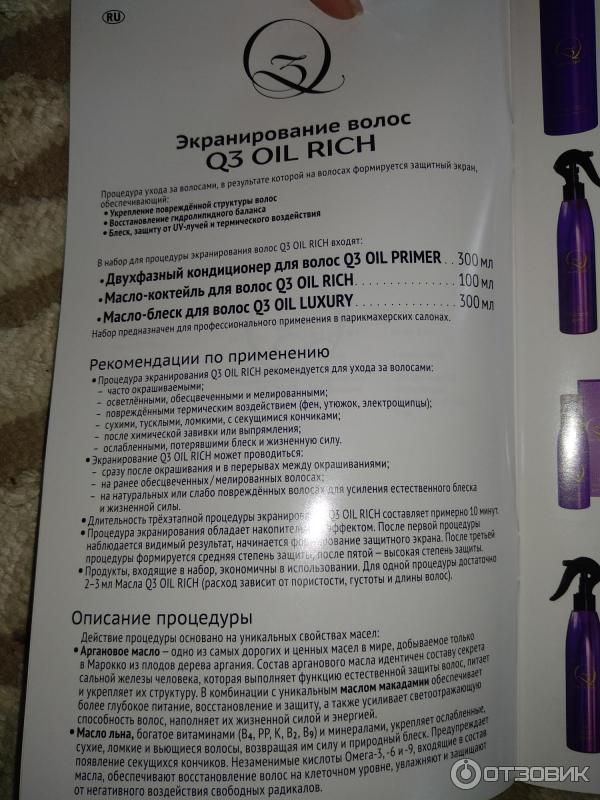 RU
Q3
Экранирование волос
Q3 OIL RICH
Процедура ухода за волосами, в результате которой на волосах формируется защитный экран,
обеспечивающий:
• Укрепление повреждённой структуры волос
• Восстановление гидролипидного баланса
• Блеск, защиту от UV-лучей и термического воздействия
В набор для процедуры экранирования волос Q3 OIL RICH входят:
• Двухфазный кондиционер для волос Q3 OIL PRIMER . . 300 мл
• Масло-коктейль для волос Q3 OIL RICH . . . . . . . . . . . . . . 100 мл
• Масло-блеск для волос Q3 OIL LUXURY . . . . . . . . . . . . . . 300 мл
Набор предназначен для профессионального применения в парикмахерских салонах.
Рекомендации по применению
• Процедура экранирования Q3 OIL RICH рекомендуется для ухода за волосами:
– часто окрашиваемыми;
– осветлёнными, обесцвеченными и мелированными;
– повреждёнными термическим воздействием (фен, утюжок, электрощипцы);
– сухими, тусклыми, ломкими, с секущимися кончиками;
– после химической завивки или выпрямления;
– ослабленными, потерявшими блеск и жизненную силу.
• Экранирование Q3 OIL RICH может проводиться:
– сразу после окрашивания и в перерывах между окрашиваниями;
– на ранее обесцвеченных/мелированных волосах;
– на натуральных или слабо повреждённых волосах для усиления естественного блеска
и жизненной силы.
• Длительность трёхэтапной процедуры экранирования Q3 OIL RICH составляет примерно 10 минут.
• Процедура экранирования обладает накопительным эффектом. После первой процедуры
наблюдается видимый результат, начинается формирование защитного экрана. После третьей
процедуры формируется средняя степень защиты, после пятой — высокая степень защиты.
• Продукты, входящие в набор, экономичны в использовании. Для одной процедуры достаточно
2–3 мл Масла Q3 OIL RICH (расход зависит от пористости, густоты и длины волос).
Описание процедуры
Действие процедуры основано на уникальных свойствах масел:
• Аргановое масло – одно из самых дорогих и ценных масел в мире, добываемое только
в Марокко из плодов дерева аргания. Состав арганового масла идентичен составу секрета
сальной железы человека, которая выполняет функцию естественной защиты волос, питает
и укрепляет их структуру. В комбинации с уникальным маслом макадамии обеспечивает
более глубокое питание, восстановление и защиту, а также усиливает светоотражающую
способность волос, наполняет их жизненной силой и энергией.
• Масло льна, богатое витаминами (B₄, PP, K, B₂, B₉) и минералами, укрепляет ослабленные,
сухие, ломкие и вьющиеся волосы, возвращая им силу и природный блеск. Предупреждает
появление секущихся кончиков. Незаменимые кислоты Омега-3, -6 и -9, входящие в состав
масла, обеспечивают восстановление волос на клеточном уровне, увлажняют и защищают
от негативного воздействия свободных радикалов.
ОТЗОВИК